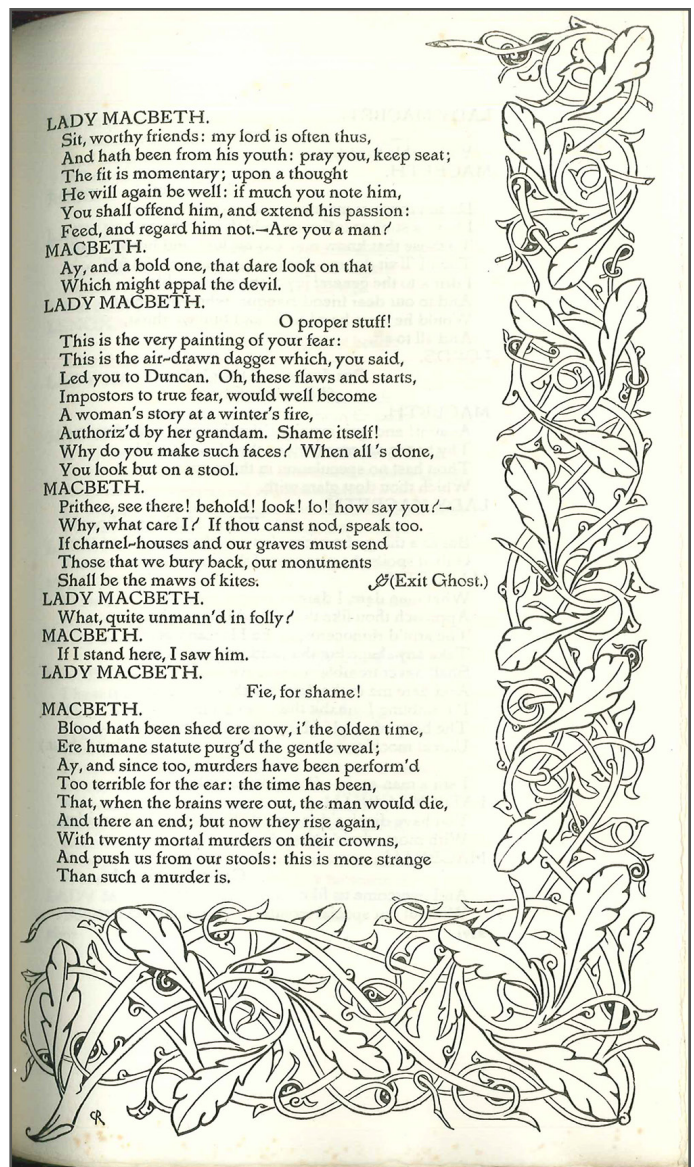 LADY MACBETH.
Sit, worthy friends: my lord is often thus,
And hath been from his youth: pray you, keep seat;
The fit is momentary; upon a thought
He will again be well: if much you note him,
You shall offend him, and extend his passion:
Feed, and regard him not.—Are you a man?
MACBETH.
Ay, and a bold one, that dare look on that
Which might appal the devil.
LADY MACBETH.
O proper stuff!
This is the very painting of your fear:
This is the air-drawn dagger which, you said,
Led you to Duncan. Oh, these flaws and starts,
Impostors to true fear, would well become
A woman's story at a winter's fire,
Authoriz'd by her grandam. Shame itself!
Why do you make such faces? When all 's done,
You look but on a stool.
MACBETH.
Prithee, see there! behold! look! lo! how say you?—
Why, what care I? If thou canst nod, speak too.
If charnel-houses and our graves must send
Those that we bury back, our monuments
Shall be the maws of kites. (Exit Ghost.)
LADY MACBETH.
What, quite unmann'd in folly?
MACBETH.
If I stand here, I saw him.
LADY MACBETH.
Fie, for shame!
MACBETH.
Blood hath been shed ere now, i' the olden time,
Ere humane statute purg'd the gentle weal;
Ay, and since too, murders have been perform'd
Too terrible for the ear: the time has been,
That, when the brains were out, the man would die,
And there an end; but now they rise again,
With twenty mortal murders on their crowns,
And push us from our stools: this is more strange
Than such a murder is.
CR